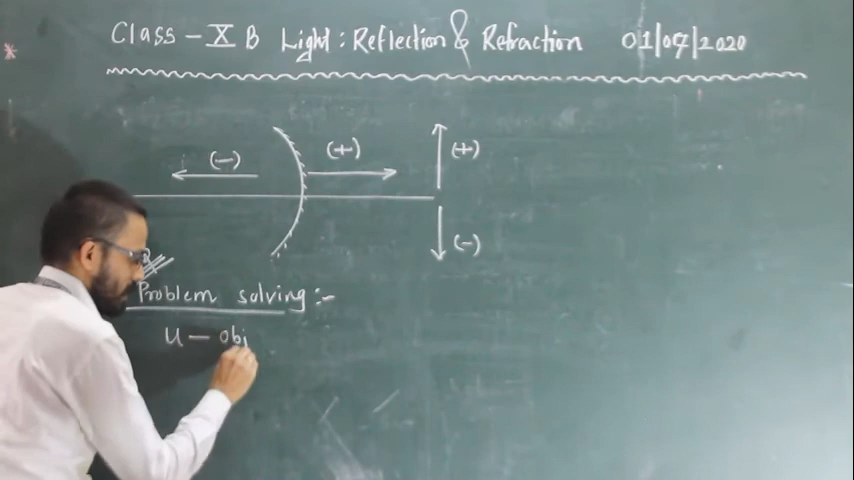 Class - X B Light : Reflection & Refraction 01/07/2020
(-) (+) (+)
(-)
Problem solving :-
u - obj